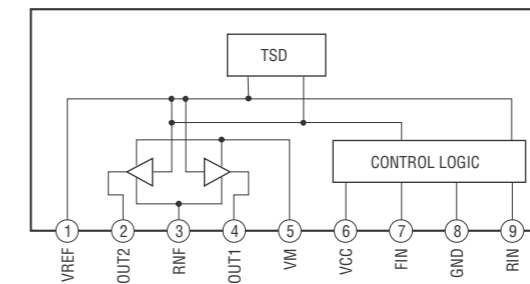 TSD
CONTROL LOGIC
1 2 3 4 5 6 7 8 9
VREF OUT2 RNF OUT1 VM VCC FIN GND RIN